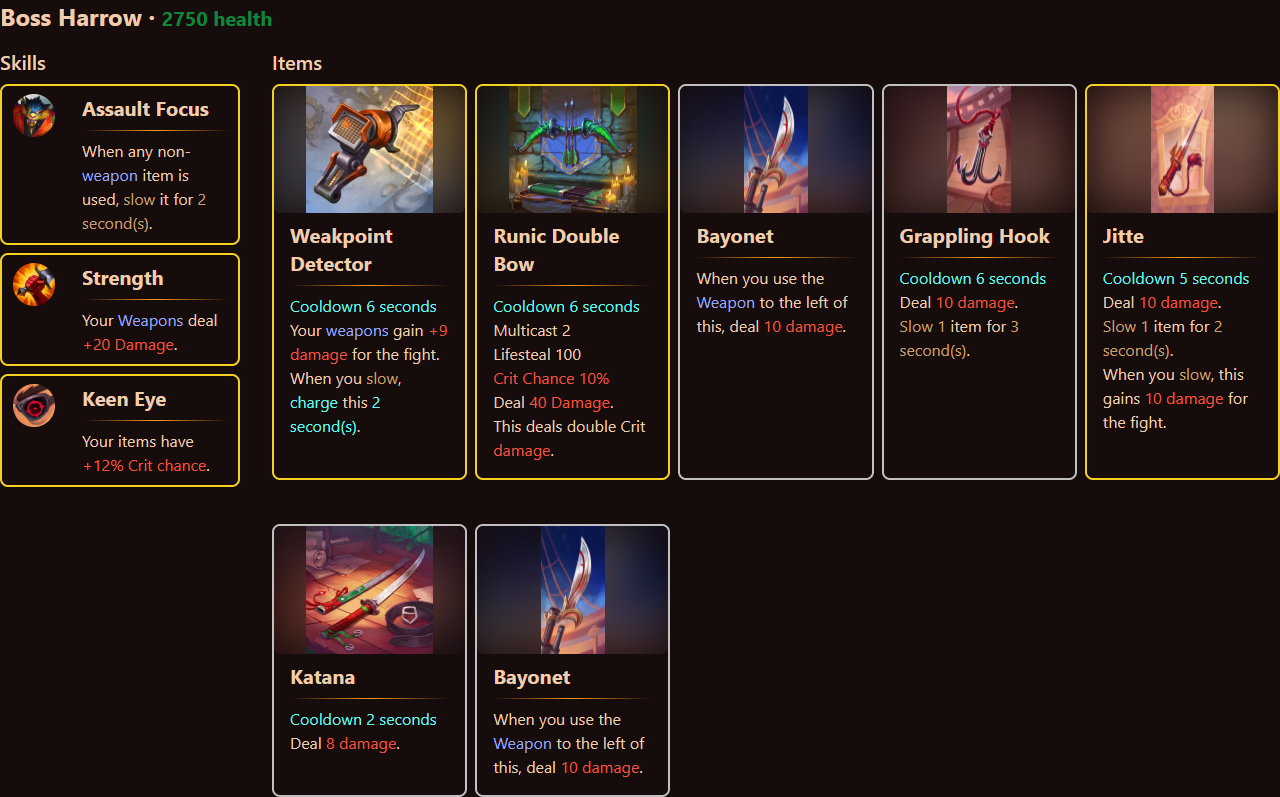 Boss Harrow · 2750 health
Skills
Assault Focus
When any non-
weapon item is
used, slow it for 2
second(s).
Strength
Your Weapons deal
+20 Damage.
Keen Eye
Your items have
+12% Crit chance.
Items
Weakpoint
Detector
Cooldown 6 seconds
Your weapons gain +9
damage for the fight.
When you slow,
charge this 2
second(s).
Runic Double
Bow
Cooldown 6 seconds
Multicast 2
Lifesteal 100
Crit Chance 10%
Deal 40 Damage.
This deals double Crit
damage.
Bayonet
When you use the
Weapon to the left of
this, deal 10 damage.
Grappling Hook
Cooldown 6 seconds
Deal 10 damage.
Slow 1 item for 3
second(s).
Jitte
Cooldown 5 seconds
Deal 10 damage.
Slow 1 item for 2
second(s).
When you slow, this
gains 10 damage for
the fight.
Katana
Cooldown 2 seconds
Deal 8 damage.
Bayonet
When you use the
Weapon to the left of
this, deal 10 damage.